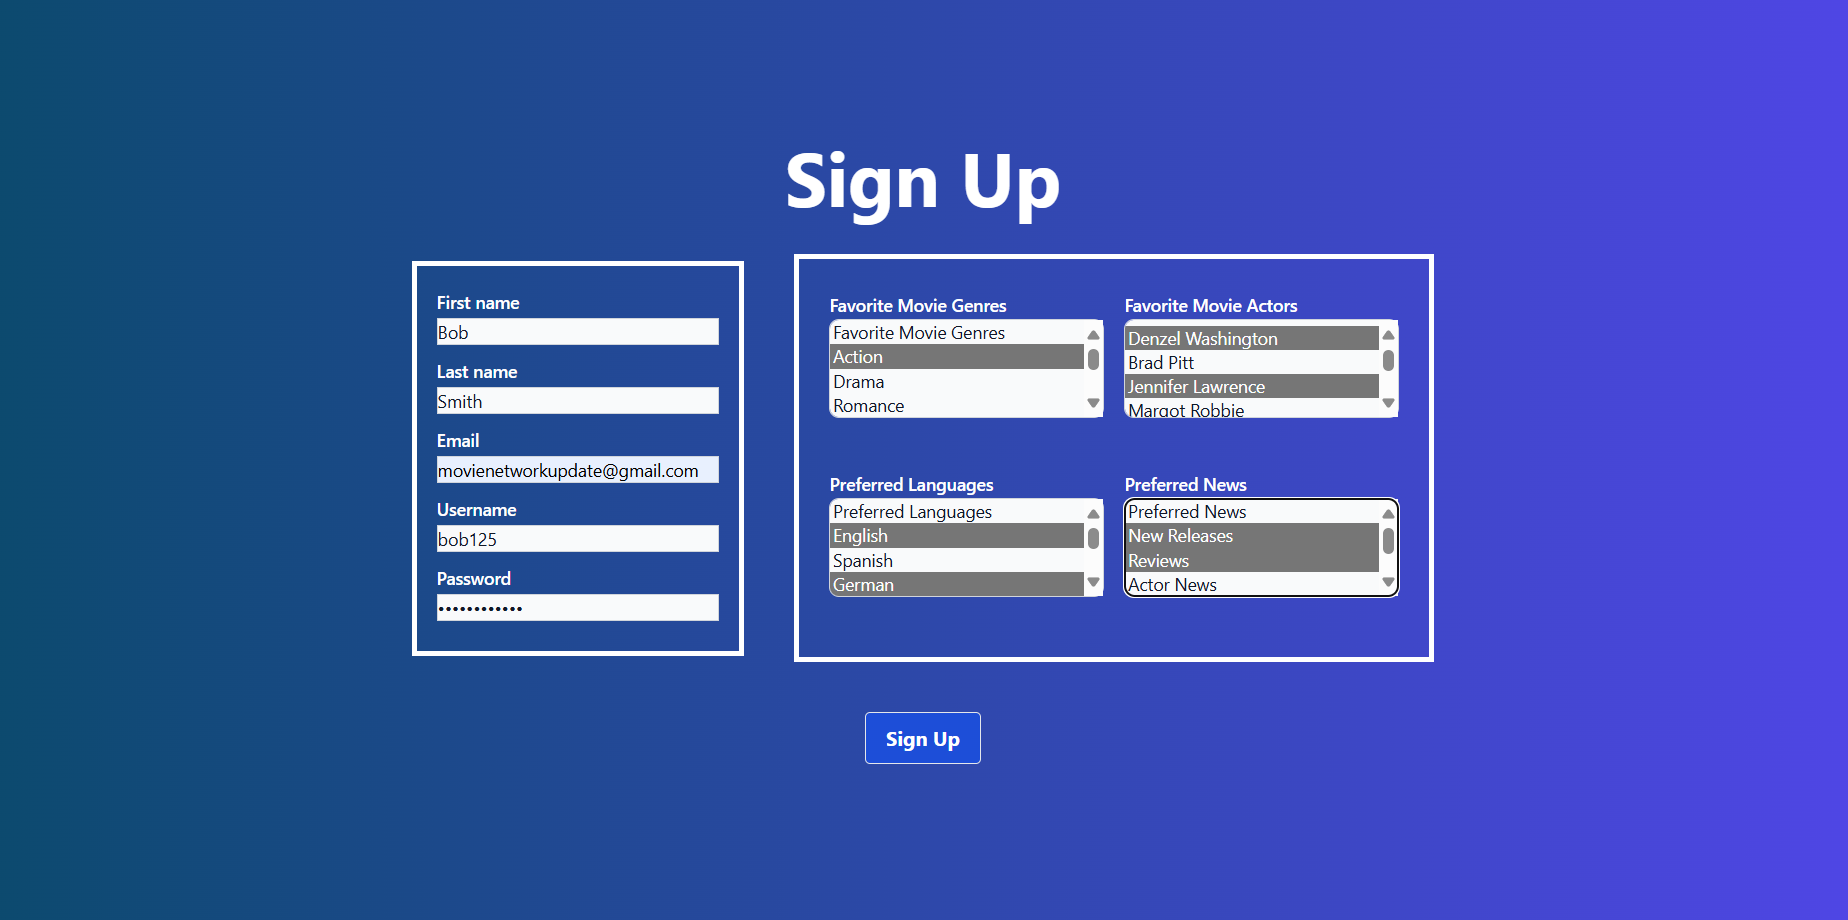 Sign Up
First name
Bob
Last name
Smith
Email
movienetworkupdate@gmail.com
Username
bob125
Password
••••••••••••
Favorite Movie Genres
Favorite Movie Genres
Action
Drama
Romance
Favorite Movie Actors
Denzel Washington
Brad Pitt
Jennifer Lawrence
Margot Robbie
Preferred Languages
Preferred Languages
English
Spanish
German
Preferred News
Preferred News
New Releases
Reviews
Actor News
Sign Up